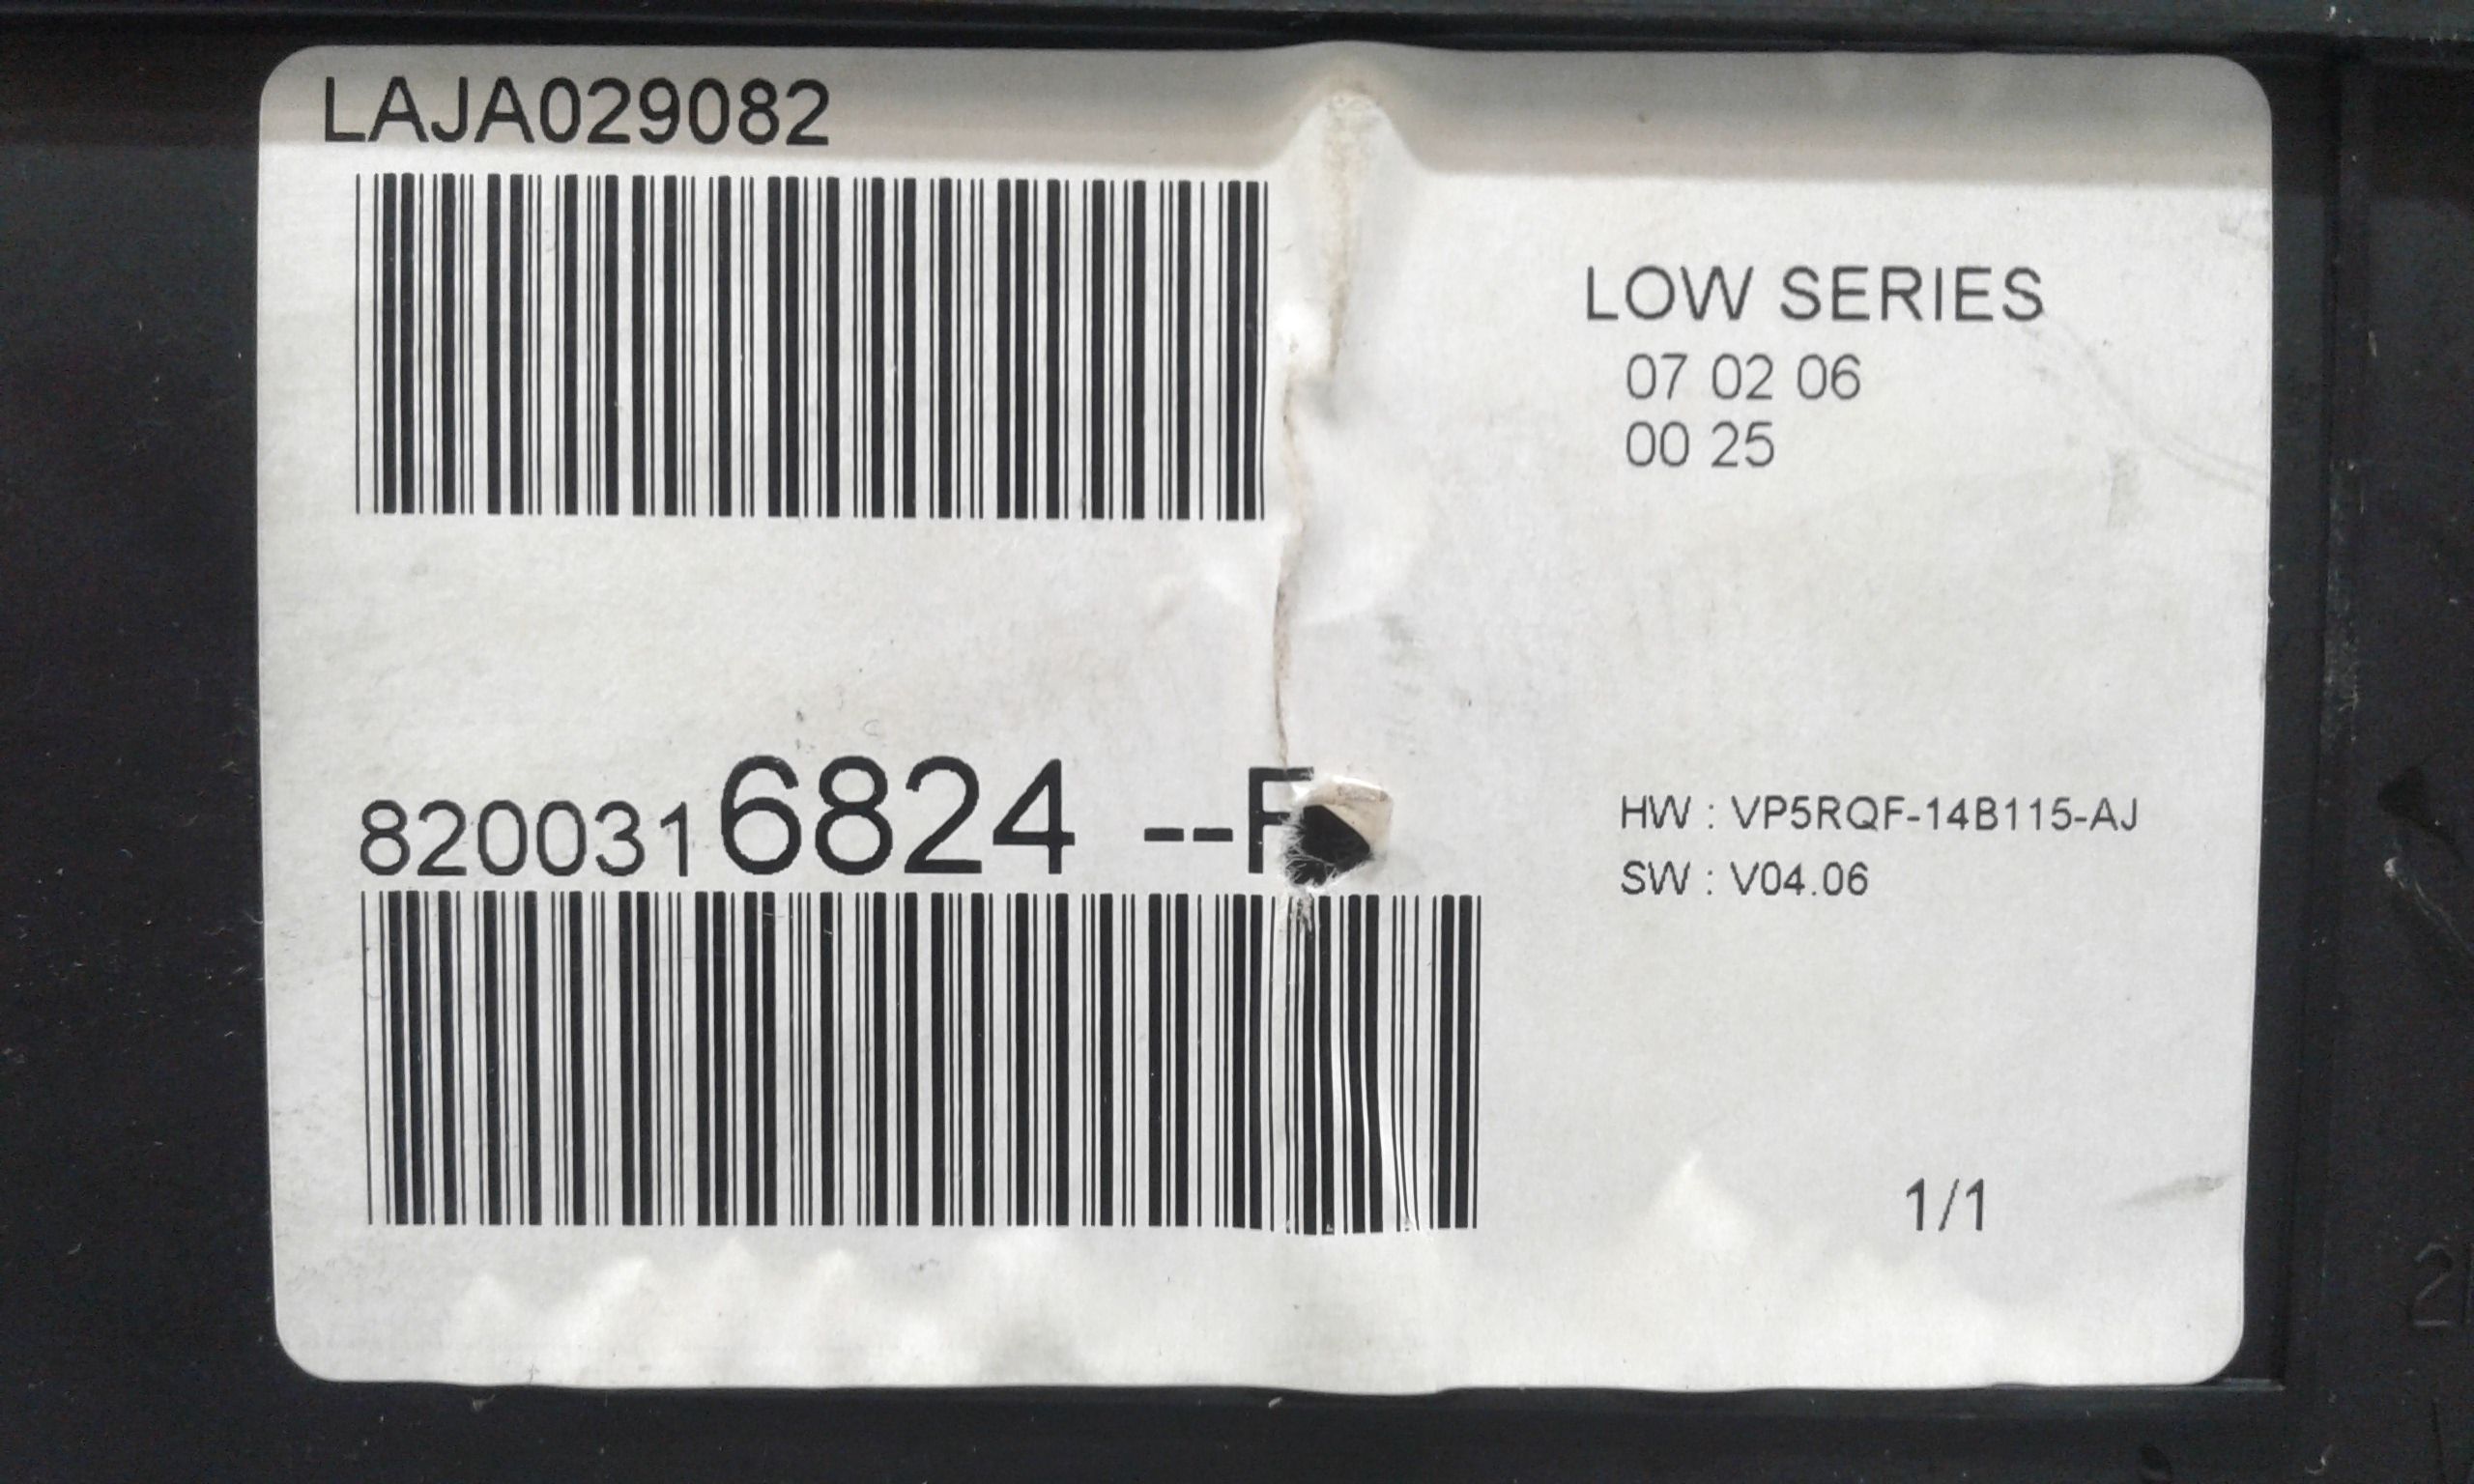 LAJA029082
LOW SERIES
07 02 06
00 25
8200316824 --
HW : VP5RQF-14B115-AJ
SW : V04.06
1/1